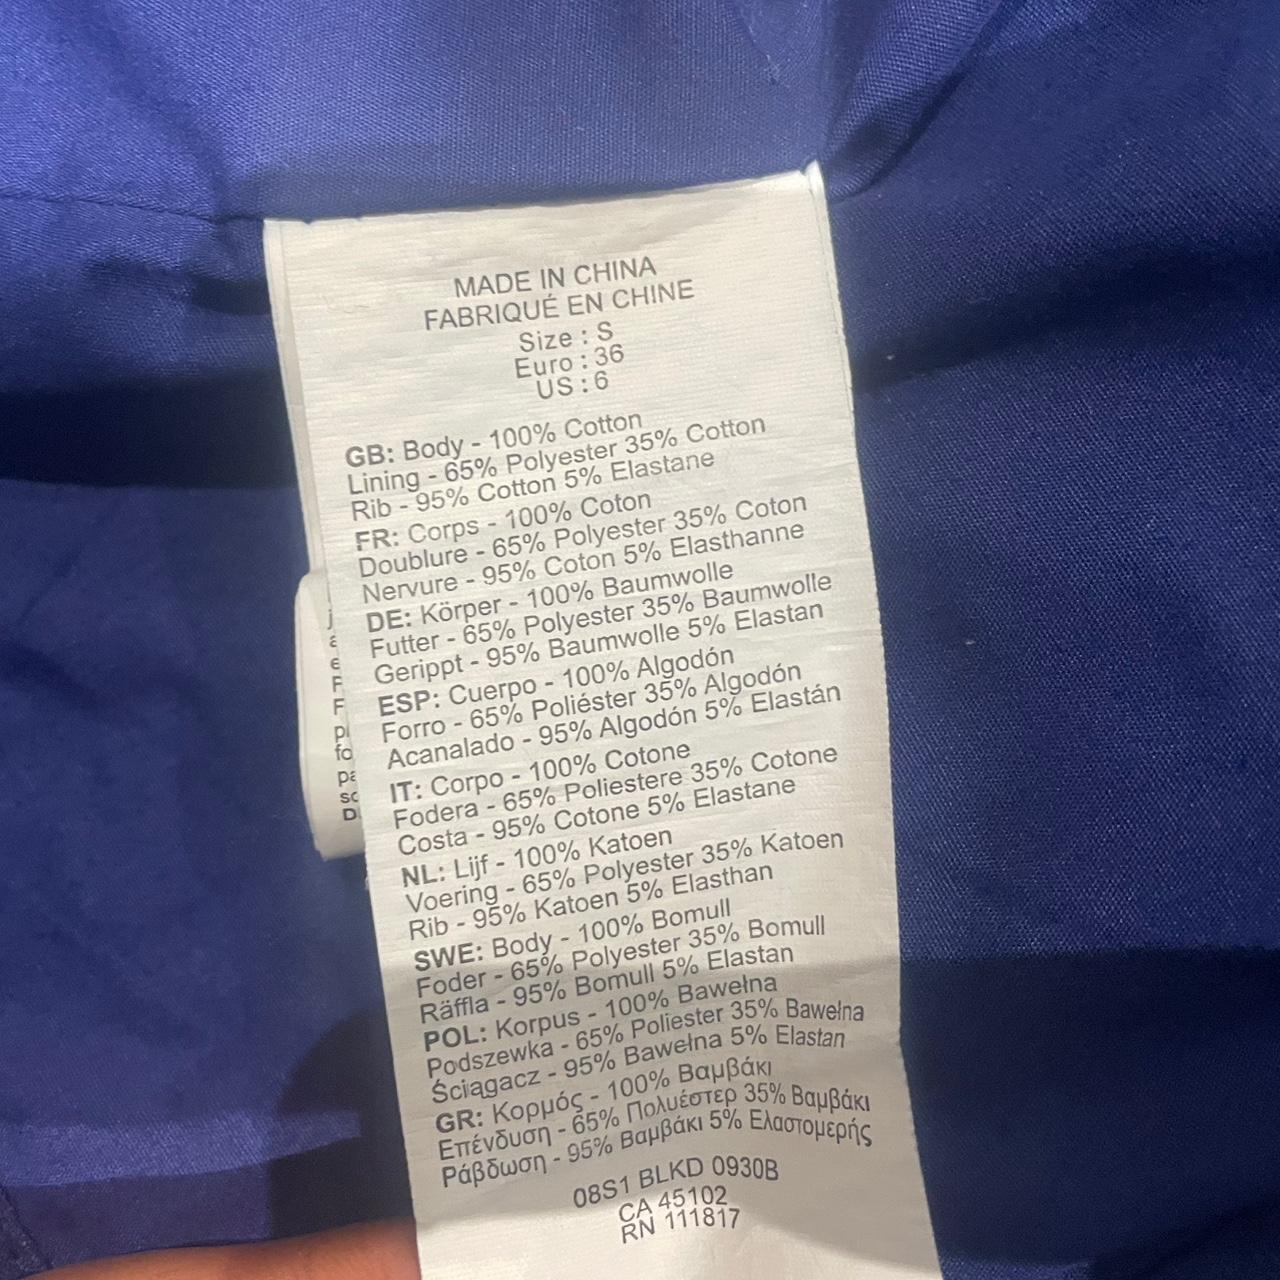 MADE IN CHINA
FABRIQUÉ EN CHINE
Size : S
Euro : 36
US : 6
GB: Body - 100% Cotton
Lining - 65% Polyester 35% Cotton
Rib - 95% Cotton 5% Elastane
FR: Corps - 100% Coton
Doublure - 65% Polyester 35% Coton
Nervure - 95% Coton 5% Elasthanne
DE: Körper - 100% Baumwolle
Futter - 65% Polyester 35% Baumwolle
Gerippt - 95% Baumwolle 5% Elastan
ESP: Cuerpo - 100% Algodón
Forro - 65% Poliéster 35% Algodón
Acanalado - 95% Algodón 5% Elastán
IT: Corpo - 100% Cotone
Fodera - 65% Poliestere 35% Cotone
Costa - 95% Cotone 5% Elastane
NL: Lijf - 100% Katoen
Voering - 65% Polyester 35% Katoen
Rib - 95% Katoen 5% Elasthan
SWE: Body - 100% Bomull
Foder - 65% Polyester 35% Bomull
Räffla - 95% Bomull 5% Elastan
POL: Korpus - 100% Bawełna
Podszewka - 65% Poliester 35% Bawełna
Ściągacz - 95% Bawełna 5% Elastan
GR: Κορμός - 100% Βαμβάκι
Επένδυση - 65% Πολυέστερ 35% Βαμβάκι
Ράβδωση - 95% Βαμβάκι 5% Ελαστομερής
08S1 BLKD 0930B
CA 45102
RN 111817